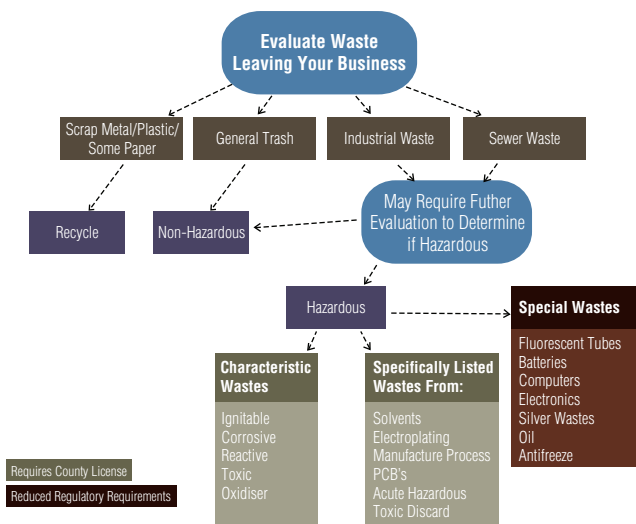 Evaluate Waste
Leaving Your Business
Scrap Metal/Plastic/
Some Paper
General Trash
Industrial Waste
Sewer Waste
May Require Futher
Evaluation to Determine
if Hazardous
Recycle
Non-Hazardous
Hazardous
Special Wastes
Fluorescent Tubes
Batteries
Computers
Electronics
Silver Wastes
Oil
Antifreeze
Characteristic
Wastes
Ignitable
Corrosive
Reactive
Toxic
Oxidiser
Specifically Listed
Wastes From:
Solvents
Electroplating
Manufacture Process
PCB's
Acute Hazardous
Toxic Discard
Requires County License
Reduced Regulatory Requirements